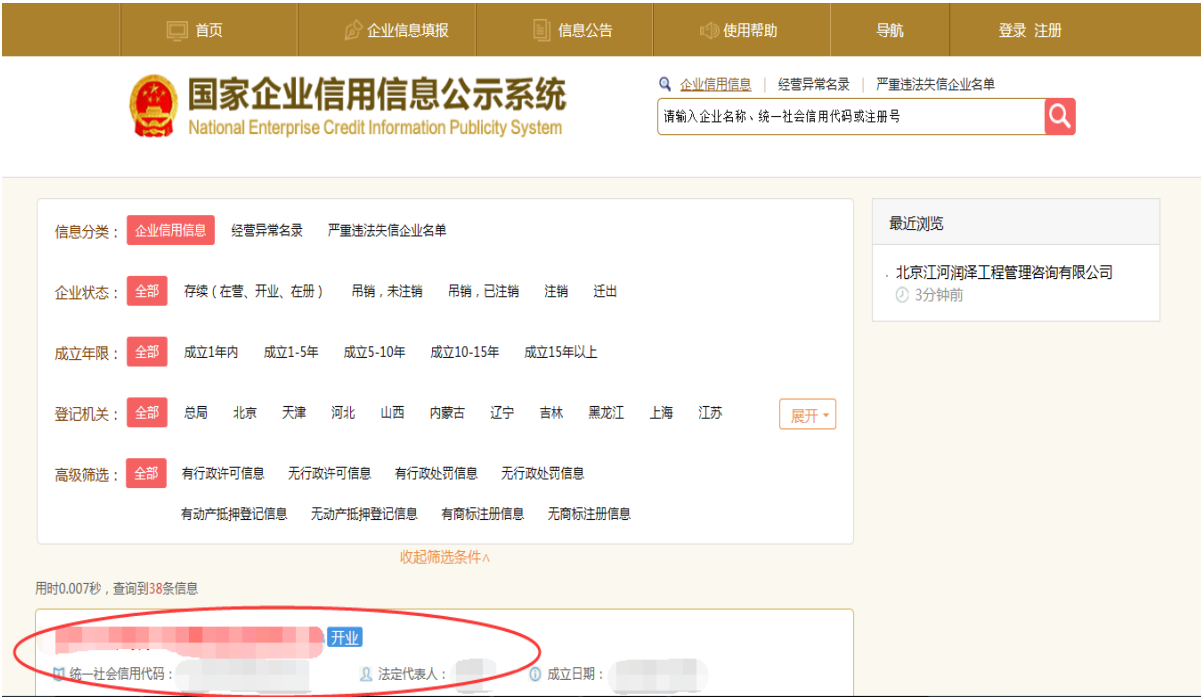 首页 企业信息填报 信息公告 使用帮助 导航 登录 注册
国家企业信用信息公示系统
National Enterprise Credit Information Publicity System
企业信用信息 | 经营异常名录 | 严重违法失信企业名单
请输入企业名称、统一社会信用代码或注册号
信息分类： 企业信用信息 经营异常名录 严重违法失信企业名单
企业状态： 全部 存续（在营、开业、在册） 吊销，未注销 吊销，已注销 注销 迁出
成立年限： 全部 成立1年内 成立1-5年 成立5-10年 成立10-15年 成立15年以上
登记机关： 全部 总局 北京 天津 河北 山西 内蒙古 辽宁 吉林 黑龙江 上海 江苏 展开
高级筛选： 全部 有行政许可信息 无行政许可信息 有行政处罚信息 无行政处罚信息
有动产抵押登记信息 无动产抵押登记信息 有商标注册信息 无商标注册信息
收起筛选条件∧
最近浏览
. 北京江河润泽工程管理咨询有限公司
3分钟前
用时0.007秒，查询到38条信息
开业
统一社会信用代码： 法定代表人： 成立日期：